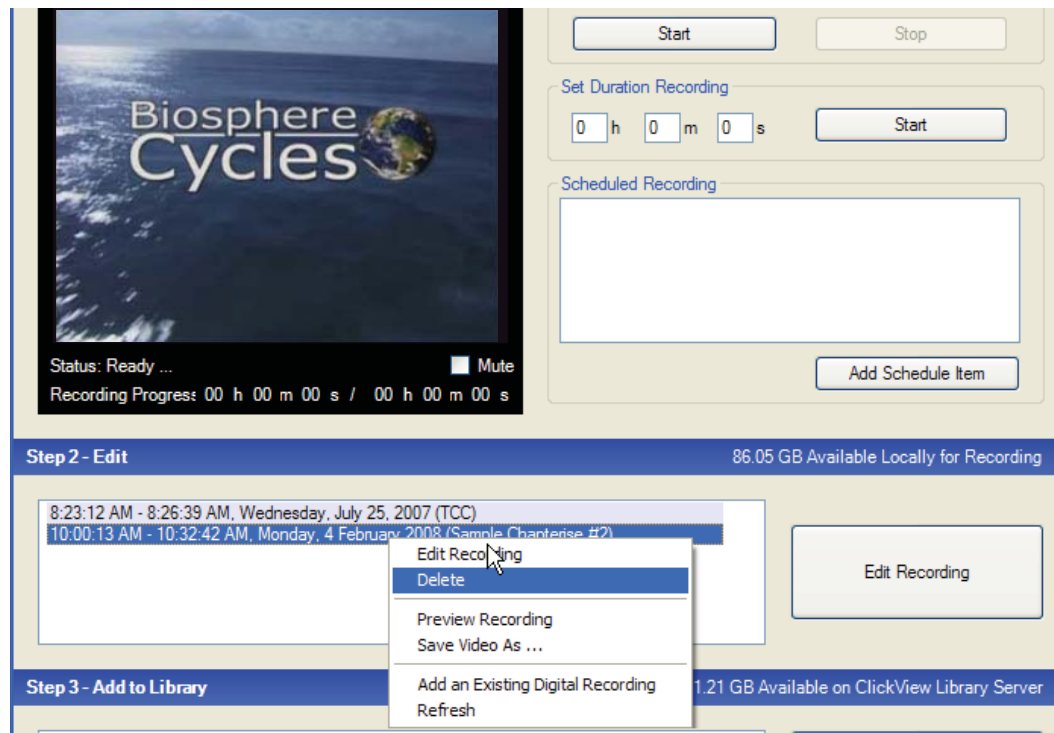 Start
Stop
Biosphere
Cycles
Set Duration Recording
0 h 0 m 0 s
Start
Scheduled Recording
Status: Ready ...
Mute
Recording Progres: 00 h 00 m 00 s / 00 h 00 m 00 s
Add Schedule Item
Step 2 - Edit
86.05 GB Available Locally for Recording
8:23:12 AM - 8:26:39 AM, Wednesday, July 25, 2007 (TCC)
10:00:13 AM - 10:32:42 AM, Monday, 4 February 2008 (Sample Chapterise #2)
Edit Recording
Delete
Preview Recording
Save Video As ...
Add an Existing Digital Recording
Refresh
Edit Recording
Step 3 - Add to Library
1.21 GB Available on ClickView Library Server